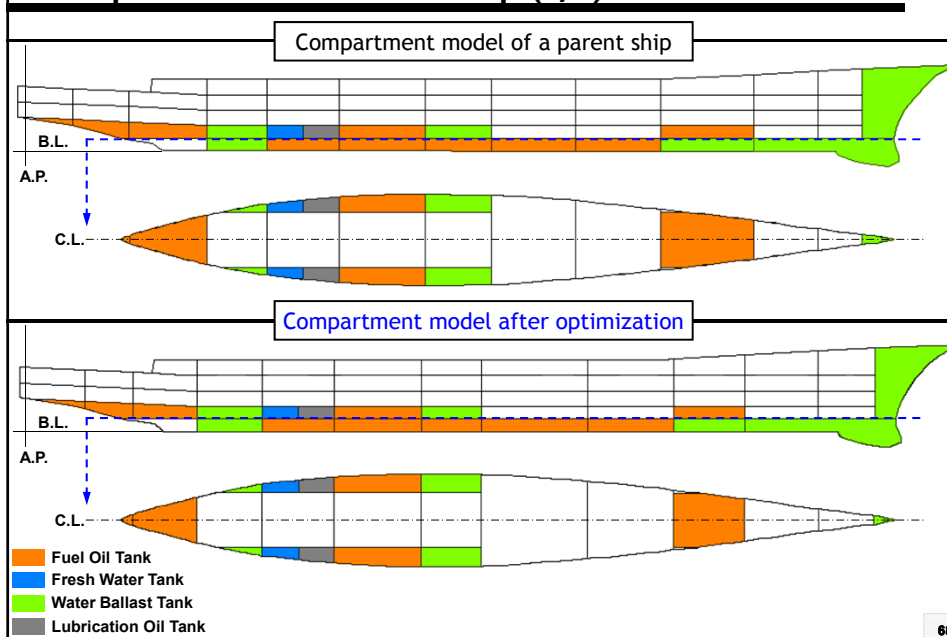 Compartment model of a parent ship
B.L.
A.P.
C.L.
Compartment model after optimization
B.L.
A.P.
C.L.
Fuel Oil Tank
Fresh Water Tank
Water Ballast Tank
Lubrication Oil Tank